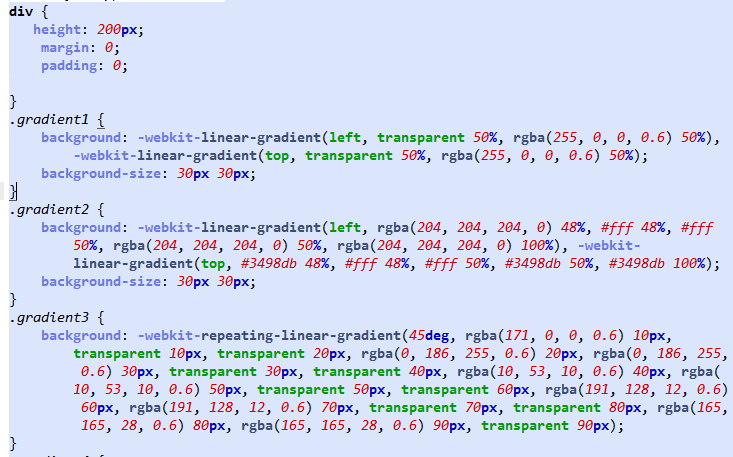 div {
height: 200px;
margin: 0;
padding: 0;
}
.gradient1 {
background: -webkit-linear-gradient(left, transparent 50%, rgba(255, 0, 0, 0.6) 50%),
-webkit-linear-gradient(top, transparent 50%, rgba(255, 0, 0, 0.6) 50%);
background-size: 30px 30px;
}
.gradient2 {
background: -webkit-linear-gradient(left, rgba(204, 204, 204, 0) 48%, #fff 48%, #fff
50%, rgba(204, 204, 204, 0) 50%, rgba(204, 204, 204, 0) 100%), -webkit-
linear-gradient(top, #3498db 48%, #fff 48%, #fff 50%, #3498db 50%, #3498db 100%);
background-size: 30px 30px;
}
.gradient3 {
background: -webkit-repeating-linear-gradient(45deg, rgba(171, 0, 0, 0.6) 10px,
transparent 10px, transparent 20px, rgba(0, 186, 255, 0.6) 20px, rgba(0, 186, 255,
0.6) 30px, transparent 30px, transparent 40px, rgba(10, 53, 10, 0.6) 40px, rgba(
10, 53, 10, 0.6) 50px, transparent 50px, transparent 60px, rgba(191, 128, 12, 0.6)
60px, rgba(191, 128, 12, 0.6) 70px, transparent 70px, transparent 80px, rgba(165,
165, 28, 0.6) 80px, rgba(165, 165, 28, 0.6) 90px, transparent 90px);
}